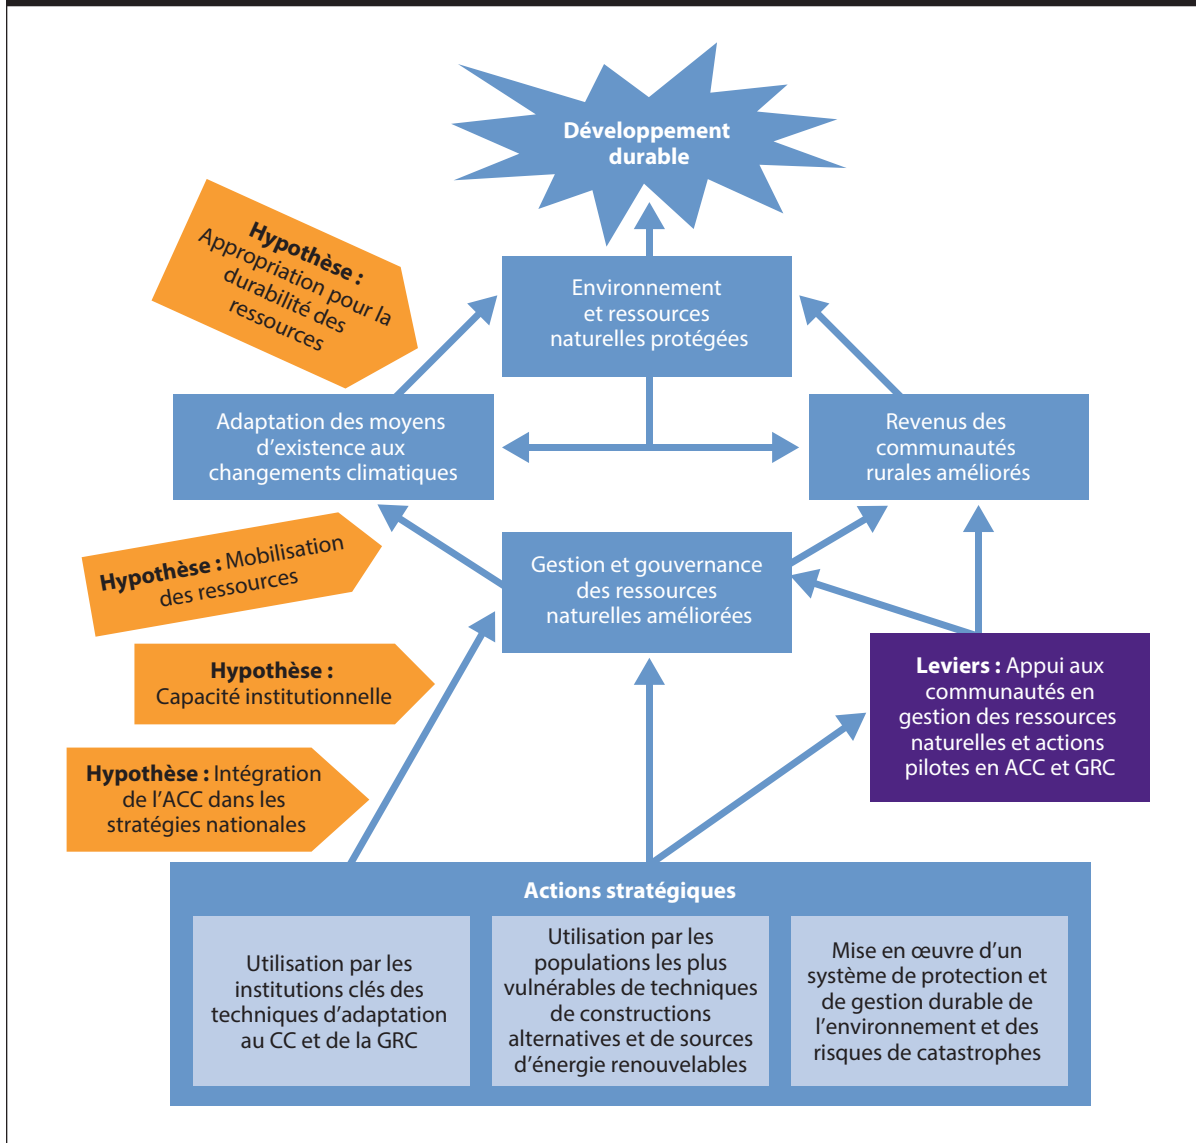 Développement
durable
Hypothèse :
Appropriation pour la
durabilité des
ressources
Environnement
et ressources
naturelles protégées
Adaptation des moyens
d’existence aux
changements climatiques
Revenus des
communautés
rurales améliorés
Hypothèse : Mobilisation
des ressources
Gestion et gouvernance
des ressources
naturelles améliorées
Hypothèse :
Capacité institutionnelle
Leviers : Appui aux
communautés en
gestion des ressources
naturelles et actions
pilotes en ACC et GRC
Hypothèse : Intégration
de l’ACC dans les
stratégies nationales
Actions stratégiques
Utilisation par les
institutions clés des
techniques d’adaptation
au CC et de la GRC
Utilisation par les
populations les plus
vulnérables de techniques
de constructions
alternatives et de sources
d’énergie renouvelables
Mise en œuvre d’un
système de protection et
de gestion durable de
l’environnement et des
risques de catastrophes